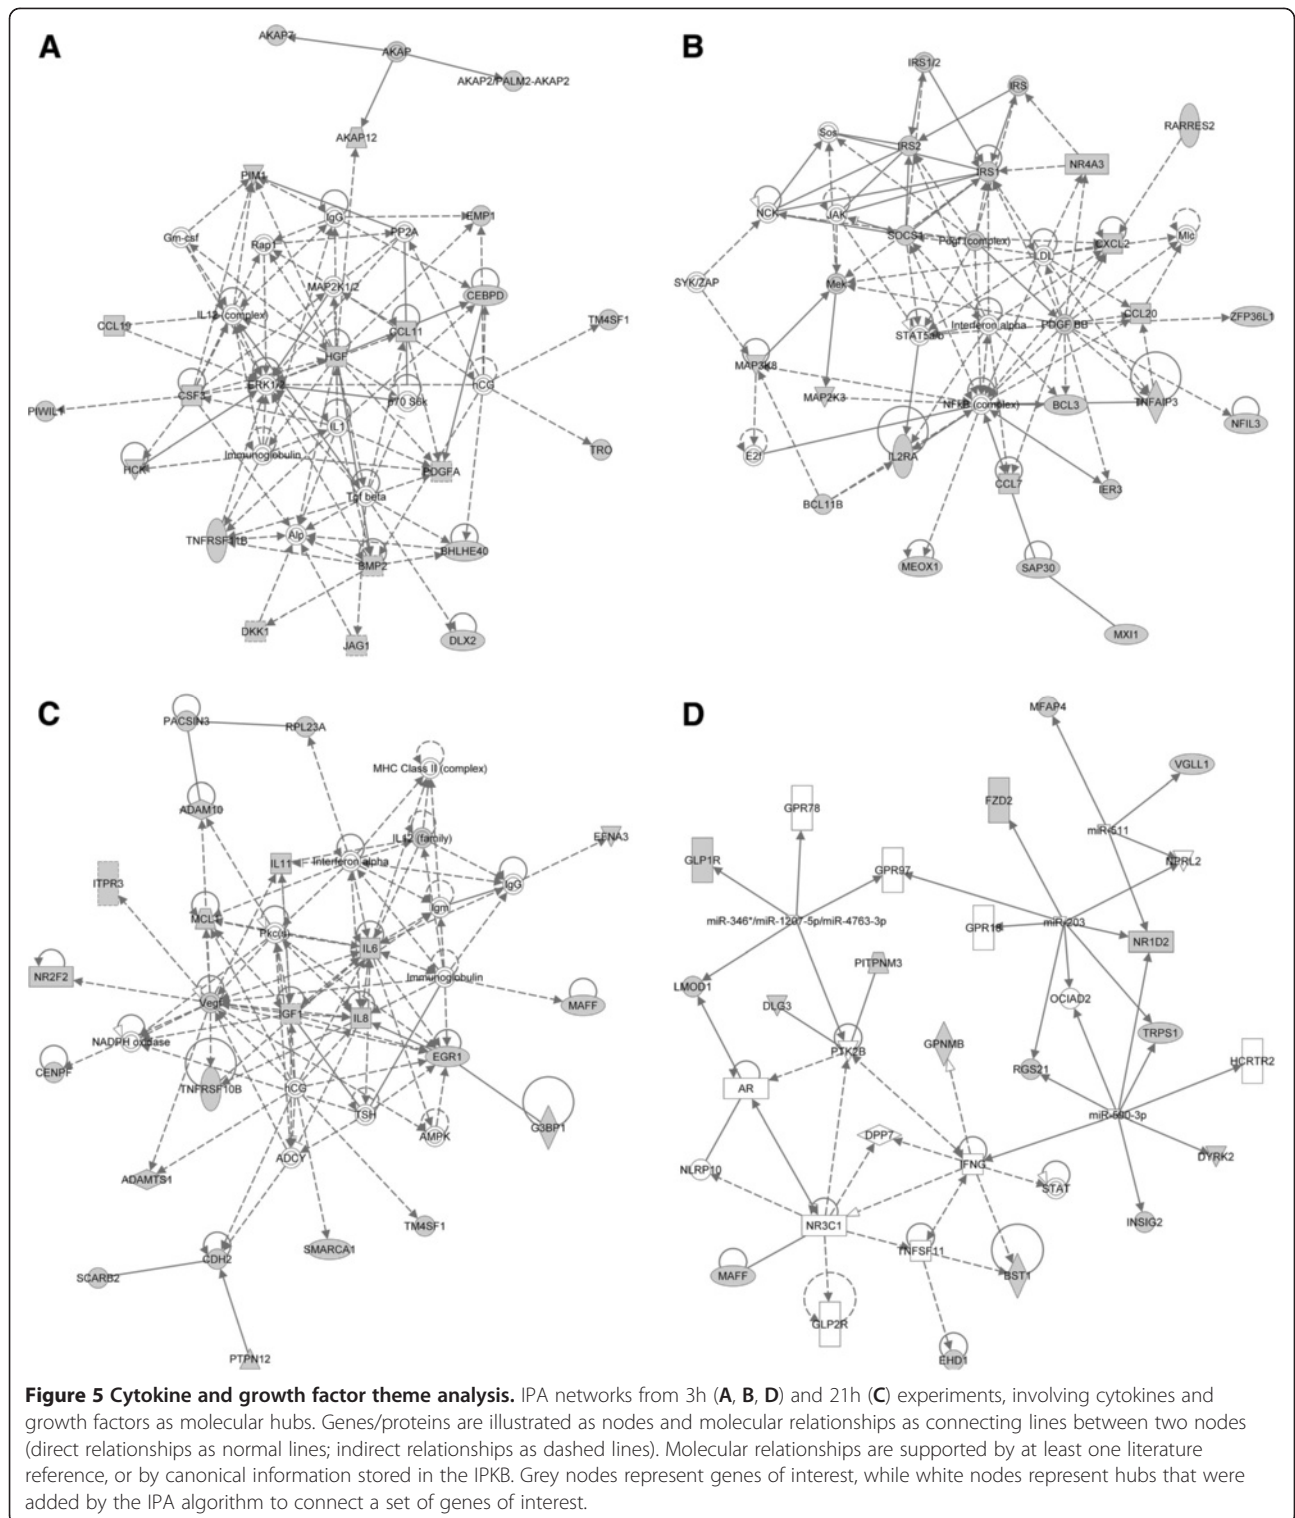 A
AKAP7
AKAP
AKAP2/PALM2-AKAP2
AKAP12
PIM1
IgG
EMP1
Gm-csf
Rap1
PP2A
MAP2K1/2
CEBPD
IL12 (complex)
CCL19
CCL11
TM4SF1
HGF
ERK1/2
hCG
CSF3
p70 S6k
PIWIL4
IL1
TRO
Immunoglobulin
HCK
PDGFA
Tgf beta
TNFRSF11B
Alp
BHLHE40
BMP2
DKK1
JAG1
DLX2
B
IRS1/2
IRS
RARRES2
Sos
IRS2
NR4A3
IRS1
NCK
JAK
SOCS1
Pdgf (complex)
CXCL2
Mlc
LDL
SYK/ZAP
Mek
CCL20
ZFP36L1
Interferon alpha
PDGF BB
STAT5a/b
MAP3K8
MAP2K3
NFkB (complex)
BCL3
TNFAIP3
NFIL3
E2f
IL2RA
CCL7
IER3
BCL11B
MEOX1
SAP30
MXI1
C
PACSIN3
RPL23A
MHC Class II (complex)
ADAM10
IL12 (family)
EFNA3
IL11
Interferon alpha
ITPR3
IgG
MCL1
Igm
Pkc(s)
IL6
NR2F2
Immunoglobulin
Vegf
MAFF
IGF1
IL8
NADPH oxidase
EGR1
CENPF
TNFRSF10B
hCG
TSH
G3BP1
AMPK
ADCY
ADAMTS1
TM4SF1
SMARCA1
CDH2
SCARB2
PTPN12
D
MFAP4
VGLL1
GPR78
FZD2
miR-511
GLP1R
GPR97
NPRL2
miR-346*/miR-1207-5p/miR-4763-3p
miR-203
NR1D2
PITPNM3
LMOD1
OCIAD2
DLG3
TRPS1
PTK2B
GPNMB
RGS21
HCRTR2
AR
miR-590-3p
DPP7
DYRK2
NLRP10
IFNG
STAT
NR3C1
INSIG2
TNFSF11
MAFF
BST1
GLP2R
EHD1
Figure 5 Cytokine and growth factor theme analysis. IPA networks from 3h (A, B, D) and 21h (C) experiments, involving cytokines and
growth factors as molecular hubs. Genes/proteins are illustrated as nodes and molecular relationships as connecting lines between two nodes
(direct relationships as normal lines; indirect relationships as dashed lines). Molecular relationships are supported by at least one literature
reference, or by canonical information stored in the IPKB. Grey nodes represent genes of interest, while white nodes represent hubs that were
added by the IPA algorithm to connect a set of genes of interest.